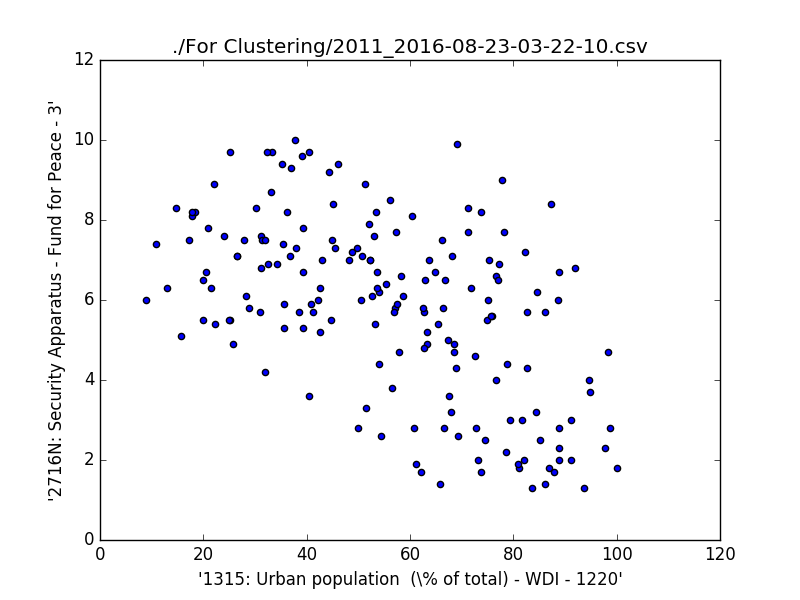 ./For Clustering/2011_2016-08-23-03-22-10.csv
12
10
8
6
4
2
0
'2716N: Security Apparatus - Fund for Peace - 3'
0 20 40 60 80 100 120
'1315: Urban population  (\% of total) - WDI - 1220'